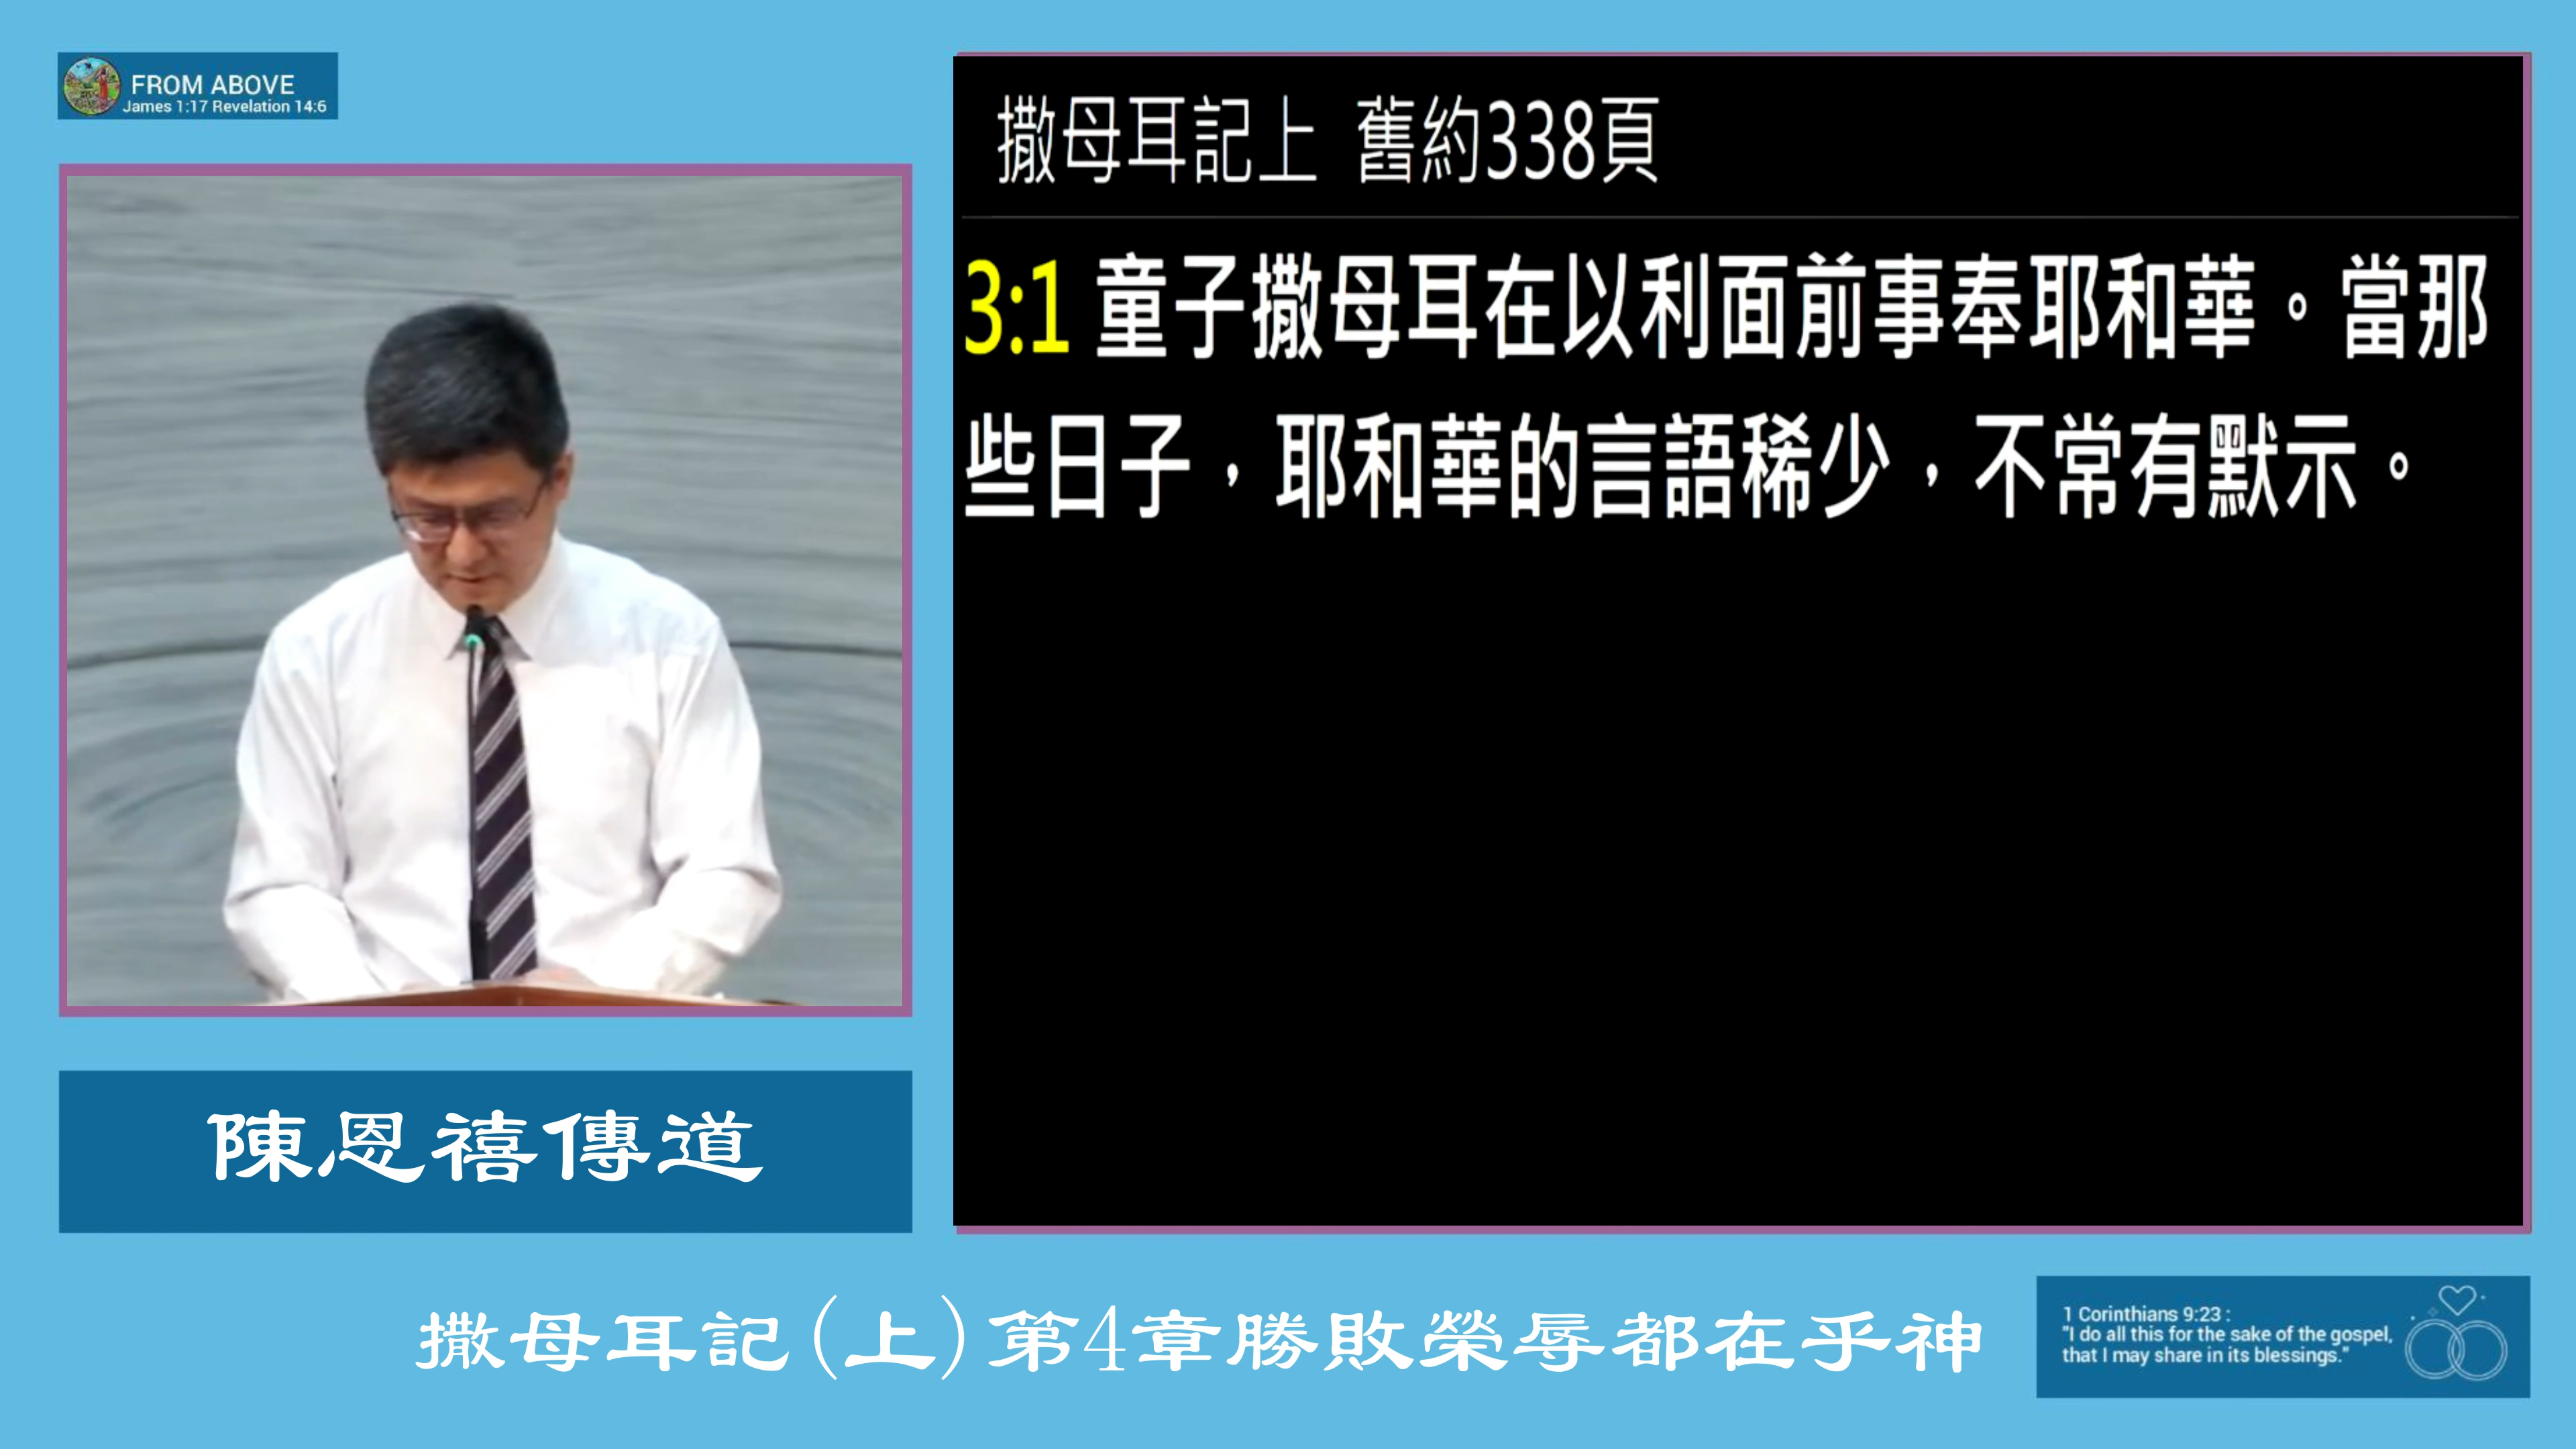 FROM ABOVE
James 1:17 Revelation 14:6
撒母耳記上 舊約338頁
3:1 童子撒母耳在以利面前事奉耶和華。當那
些日子，耶和華的言語稀少，不常有默示。
陳恩禧傳道
撒母耳記(上)第4章勝敗榮辱都在乎神
1 Corinthians 9:23 :
"I do all this for the sake of the gospel,
that I may share in its blessings."